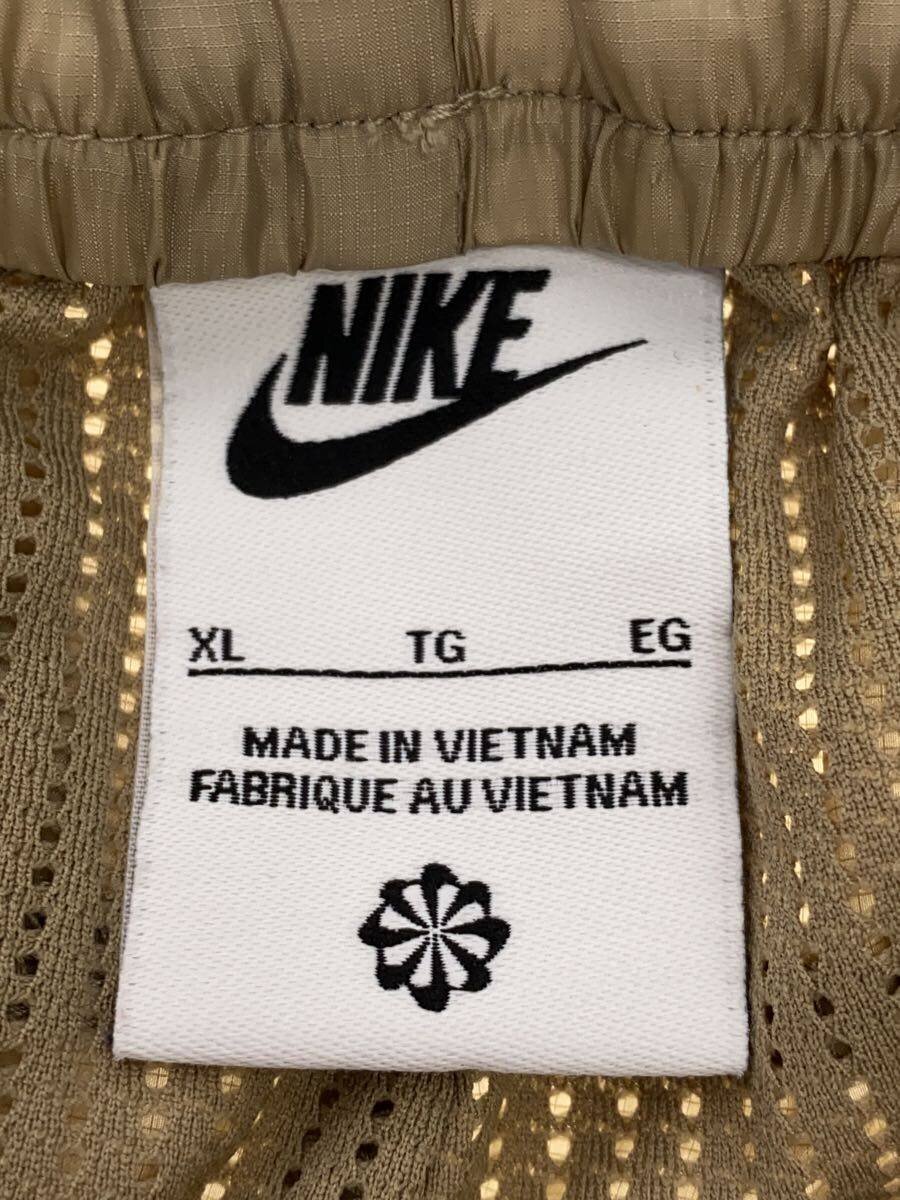 NIKE
XL TG EG
MADE IN VIETNAM
FABRIQUE AU VIETNAM